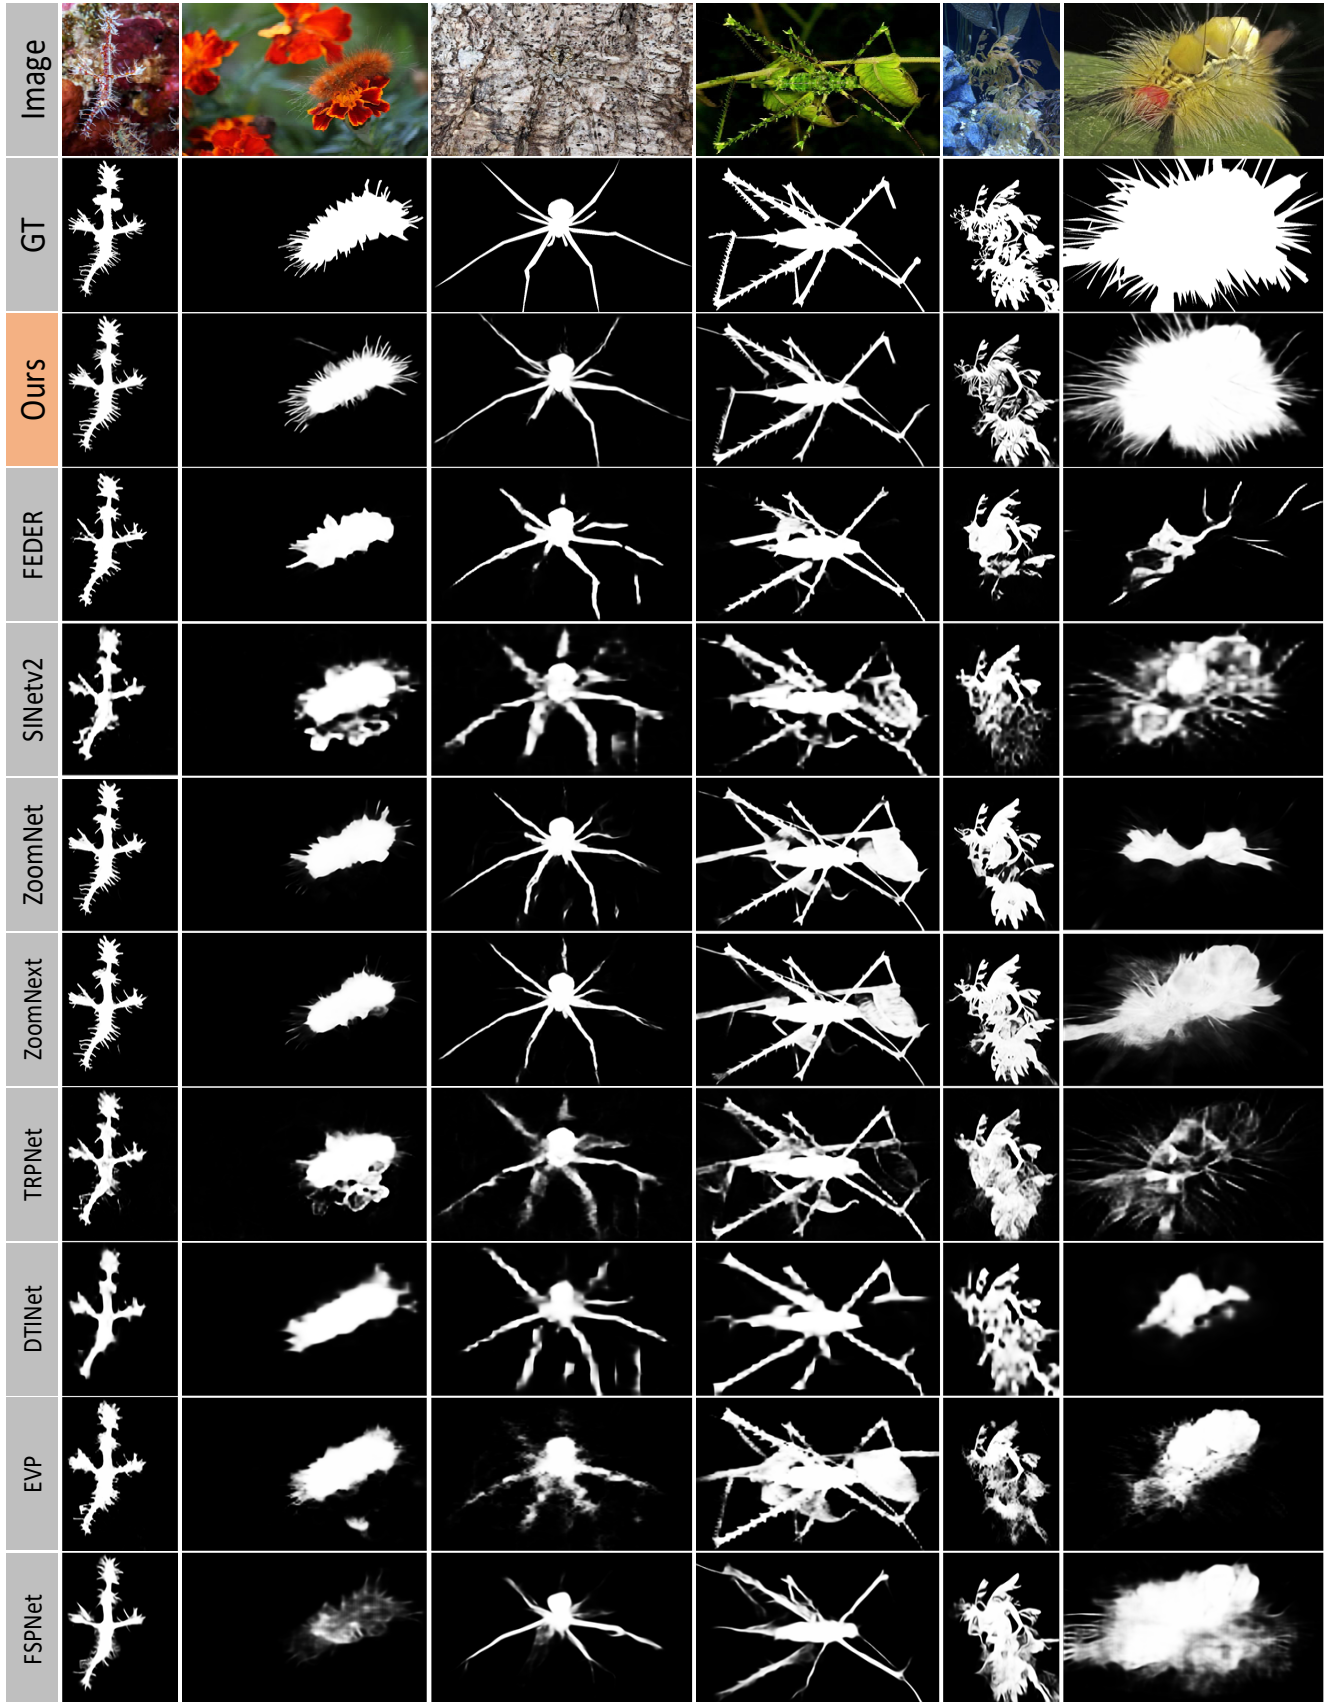 Image
GT
Ours
FEDER
SINetv2
ZoomNet
ZoomNext
TRPNet
DTINet
EVP
FSPNet